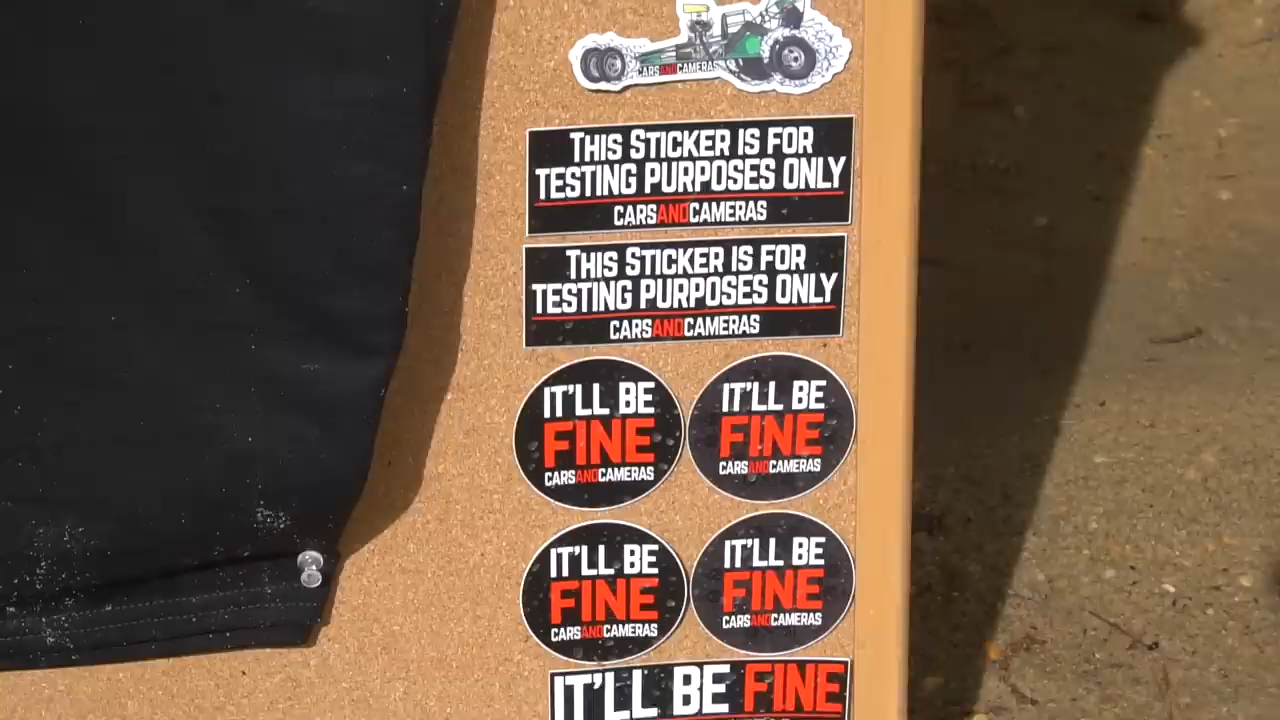 CARSANDCAMERAS
THIS STICKER IS FOR
TESTING PURPOSES ONLY
CARSANDCAMERAS
THIS STICKER IS FOR
TESTING PURPOSES ONLY
CARSANDCAMERAS
IT'LL BE
FINE
CARSANDCAMERAS
IT'LL BE
FINE
CARSANDCAMERAS
IT'LL BE
FINE
CARSANDCAMERAS
IT'LL BE
FINE
CARSANDCAMERAS
IT'LL BE FINE